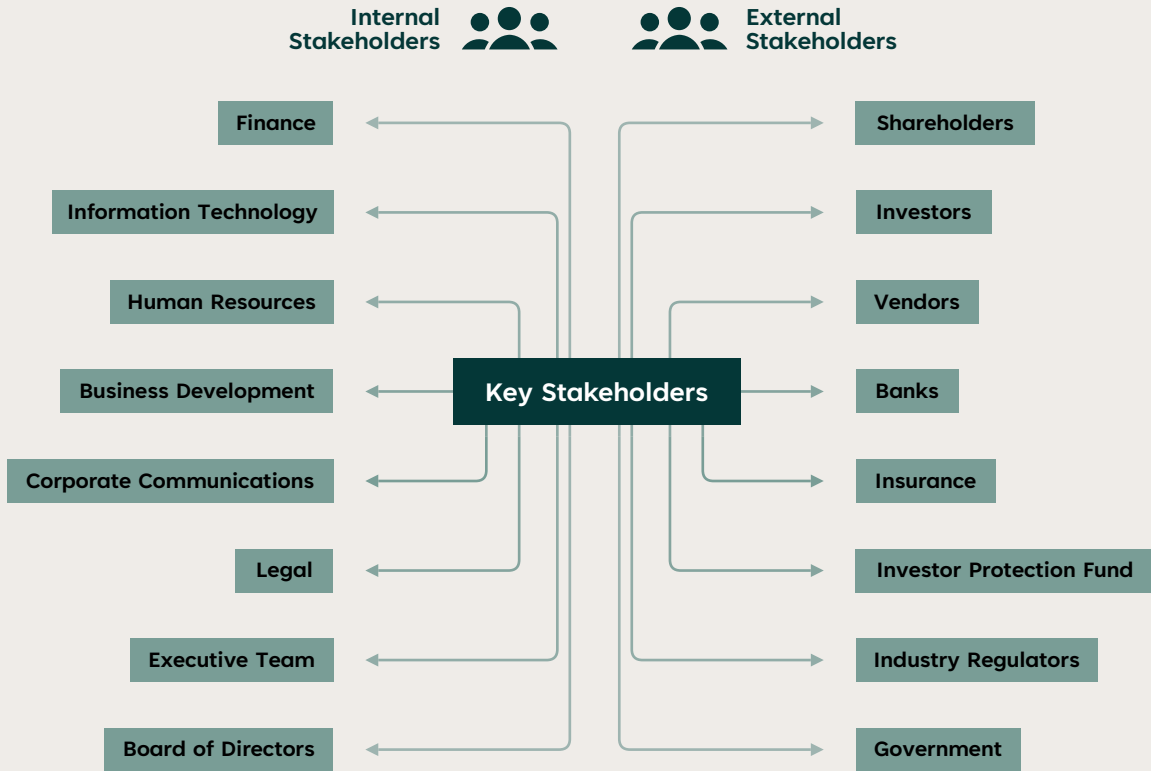 Internal
Stakeholders
External
Stakeholders
Finance
Information Technology
Human Resources
Business Development
Corporate Communications
Legal
Executive Team
Board of Directors
Key Stakeholders
Shareholders
Investors
Vendors
Banks
Insurance
Investor Protection Fund
Industry Regulators
Government